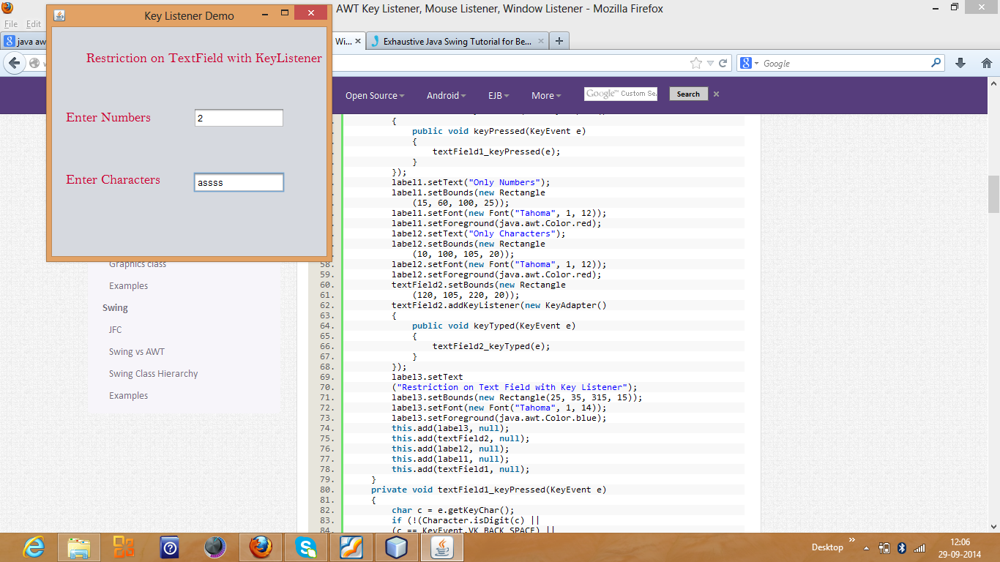 Key Listener Demo
AWT Key Listener, Mouse Listener, Window Listener - Mozilla Firefox
File Edit
java aw
Wi...
Exhaustive Java Swing Tutorial for Be...
Google
Restriction on TextField with KeyListener
Enter Numbers
2
Enter Characters
assss
Open Source
Android
EJB
More
Google™ Custom Se
Search
{
public void keyPressed(KeyEvent e)
{
textField1_keyPressed(e);
}
});
label1.setText("Only Numbers");
label1.setBounds(new Rectangle
(15, 60, 100, 25));
label1.setFont(new Font("Tahoma", 1, 12));
label1.setForeground(java.awt.Color.red);
label2.setText("Only Characters");
label2.setBounds(new Rectangle
(10, 100, 105, 20));
58. label2.setFont(new Font("Tahoma", 1, 12));
59. label2.setForeground(java.awt.Color.red);
60. textField2.setBounds(new Rectangle
61. (120, 105, 220, 20));
62. textField2.addKeyListener(new KeyAdapter()
63. {
64. public void keyTyped(KeyEvent e)
65. {
66. textField2_keyTyped(e);
67. }
68. });
69. label3.setText
70. ("Restriction on Text Field with Key Listener");
71. label3.setBounds(new Rectangle(25, 35, 315, 15));
72. label3.setFont(new Font("Tahoma", 1, 14));
73. label3.setForeground(java.awt.Color.blue);
74. this.add(label3, null);
75. this.add(textField2, null);
76. this.add(label2, null);
77. this.add(label1, null);
78. this.add(textField1, null);
79. }
80. private void textField1_keyPressed(KeyEvent e)
81. {
82. char c = e.getKeyChar();
83. if (!(Character.isDigit(c) ||
84. (c == KeyEvent.VK_BACK_SPACE) ||
Graphics class
Examples
Swing
JFC
Swing vs AWT
Swing Class Hierarchy
Examples
Desktop
12:06
29-09-2014